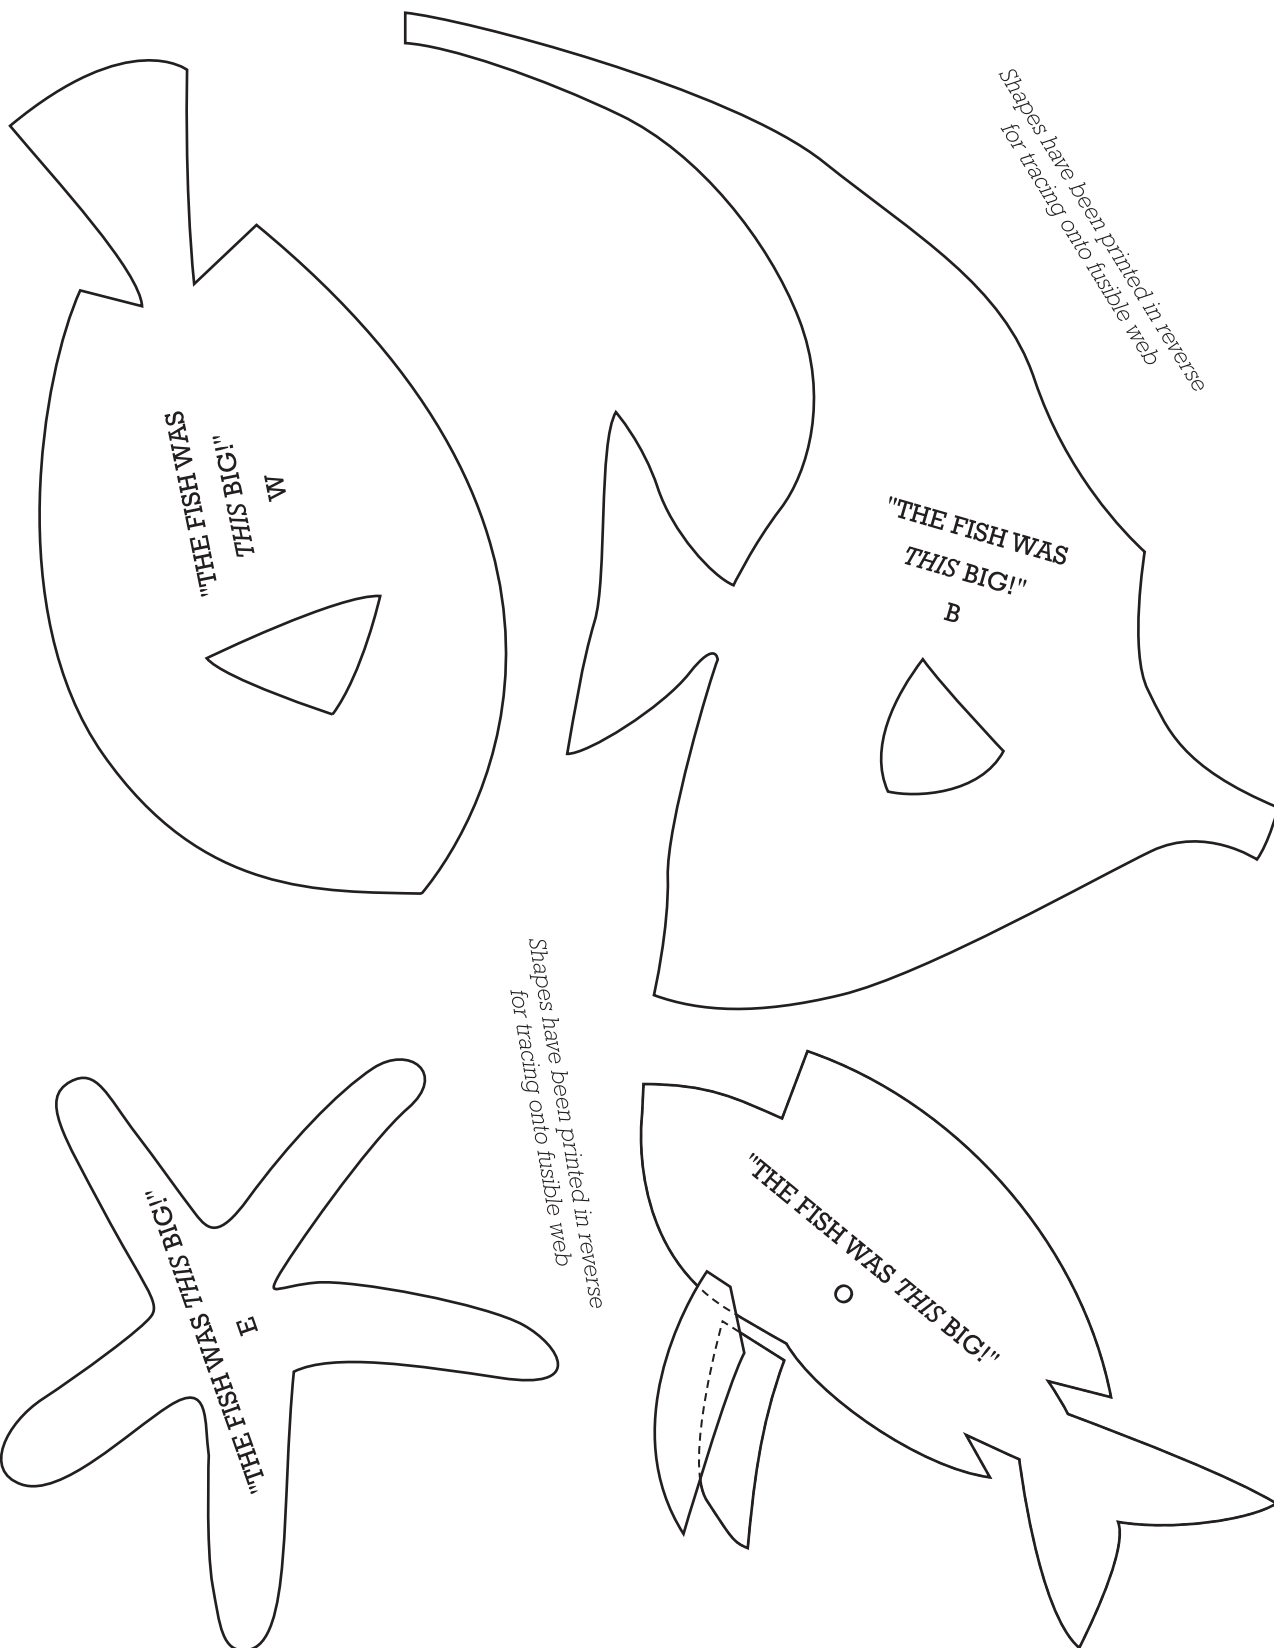 Shapes have been printed in reverse
for tracing onto fusible web
"THE FISH WAS
THIS BIG!"
W
"THE FISH WAS
THIS BIG!"
B
Shapes have been printed in reverse
for tracing onto fusible web
"THE FISH WAS THIS BIG!"
E
"THE FISH WAS THIS BIG!"
O